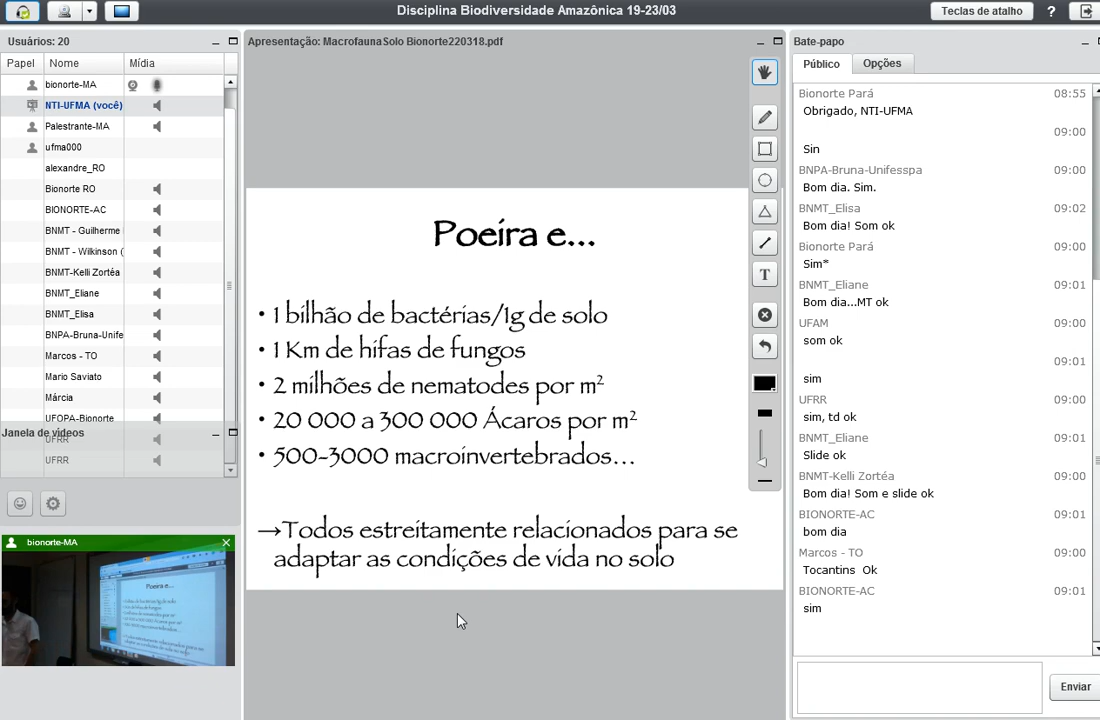 Disciplina Biodiversidade Amazônica 19-23/03
Teclas de atalho
?
Usuários: 20
Papel Nome Mídia
bionorte-MA
NTI-UFMA (você)
Palestrante-MA
ufma000
alexandre_RO
Bionorte RO
BIONORTE-AC
BNMT - Guilherme
BNMT - Wilkinson (
BNMT-Kelli Zortéa
BNMT_Eliane
BNMT_Elisa
BNPA-Bruna-Unife
Marcos - TO
Mario Saviato
Márcia
UFOPA-Bionorte
Janela de vídeos
UFRR
UFRR
bionorte-MA
Poeira e...
Apresentação: MacrofaunaSolo Bionorte220318.pdf
Poeira e...
• 1 bilhão de bactérias/1g de solo
• 1 Km de hifas de fungos
• 2 milhões de nematodes por m²
• 20 000 a 300 000 Ácaros por m²
• 500-3000 macroinvertebrados...
→Todos estreitamente relacionados para se
adaptar as condições de vida no solo
T
Bate-papo
Público Opções
Bionorte Pará 08:55
Obrigado, NTI-UFMA
09:00
Sin
BNPA-Bruna-Unifesspa 09:00
Bom dia. Sim.
BNMT_Elisa 09:02
Bom dia! Som ok
Bionorte Pará 09:00
Sim*
BNMT_Eliane 09:01
Bom dia...MT ok
UFAM 09:00
som ok
09:01
sim
UFRR 09:00
sim, td ok
BNMT_Eliane 09:01
Slide ok
BNMT-Kelli Zortéa 09:00
Bom dia! Som e slide ok
BIONORTE-AC 09:01
bom dia
Marcos - TO 09:00
Tocantins Ok
BIONORTE-AC 09:01
sim
Enviar